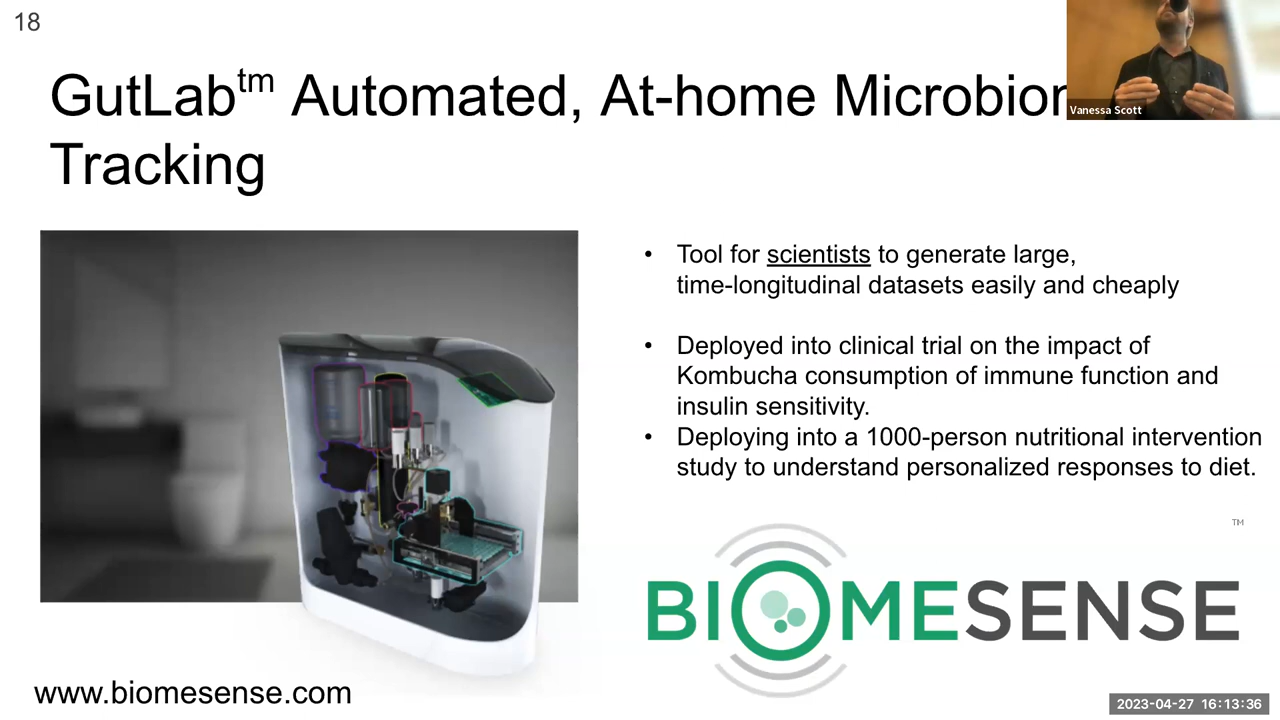 18
GutLab™ Automated, At-home Microbiom
Tracking
Vanessa Scott
• Tool for scientists to generate large,
time-longitudinal datasets easily and cheaply
• Deployed into clinical trial on the impact of
Kombucha consumption of immune function and
insulin sensitivity.
• Deploying into a 1000-person nutritional intervention
study to understand personalized responses to diet.
TM
BIOMESENSE
www.biomesense.com
2023-04-27 16:13:36